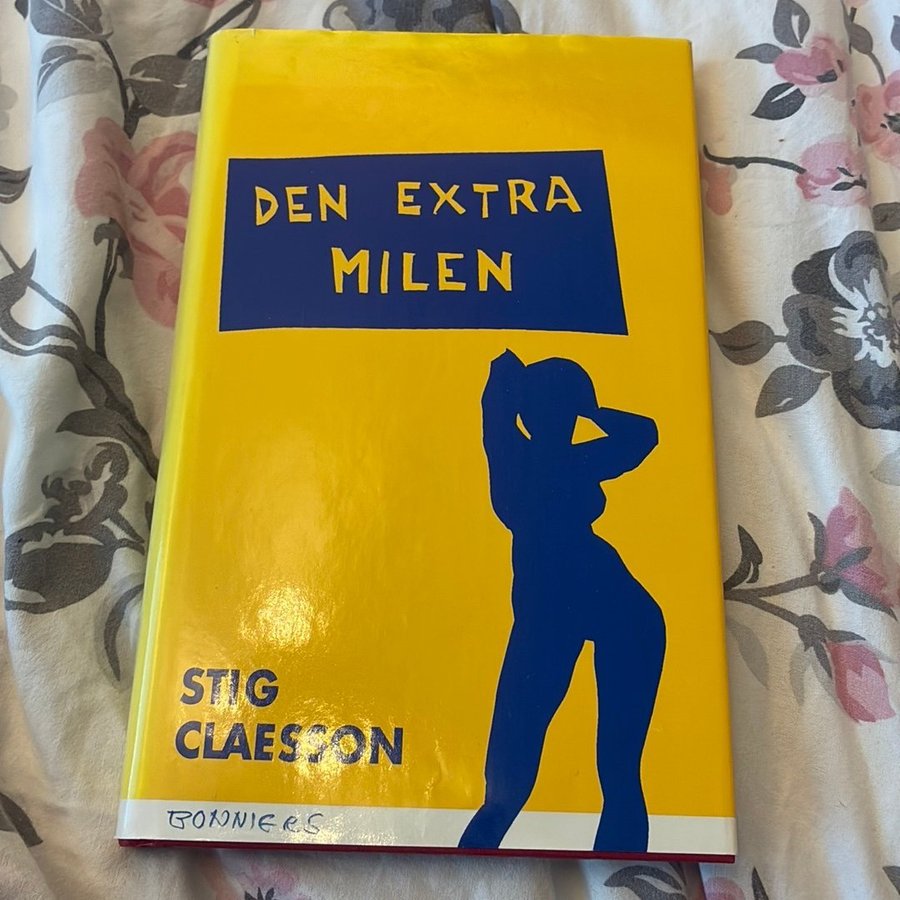 DEN EXTRA
MILEN
STIG
CLAESSON
BONNIERS